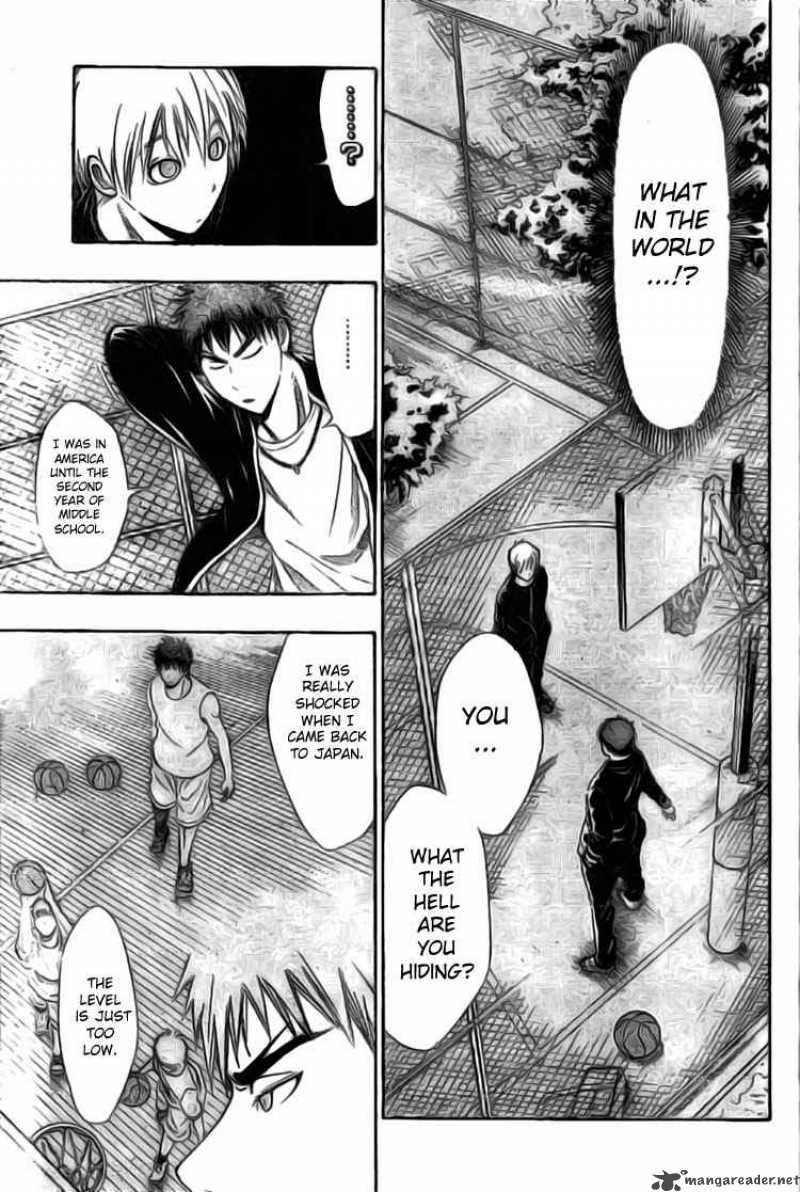 WHAT
IN THE
WORLD
...!?
YOU
...
WHAT
THE
HELL
ARE
YOU
HIDING?
......?
........
I WAS IN
AMERICA
UNTIL THE
SECOND
YEAR OF
MIDDLE
SCHOOL.
I WAS
REALLY
SHOCKED
WHEN I
CAME BACK
TO JAPAN.
THE
LEVEL
IS JUST
TOO
LOW.
mangareader.net